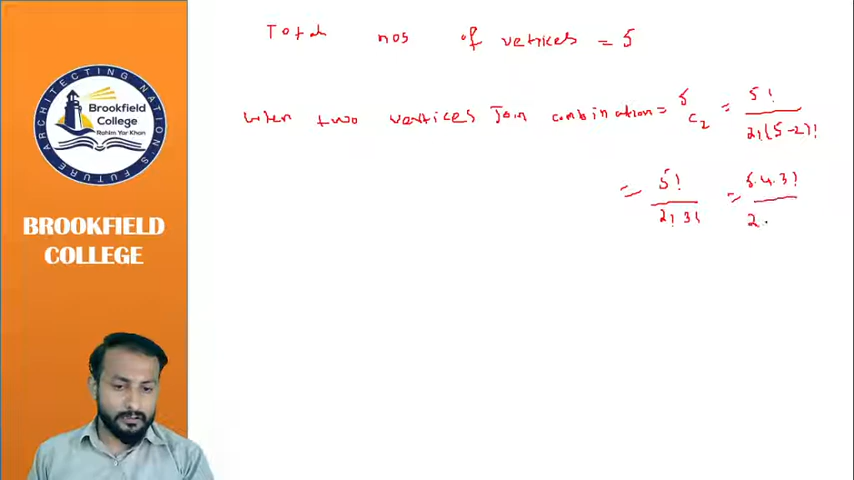 Total nos of vertices = 5
ARCHITECTING NATION'S FUTURE
Brookfield
College
Rahim Yar Khan
when two vertices Join combination = 5C2 = 5! / 2!(5-2)!
= 5! / 2! 3! = 5.4.3! / 2.
BROOKFIELD
COLLEGE